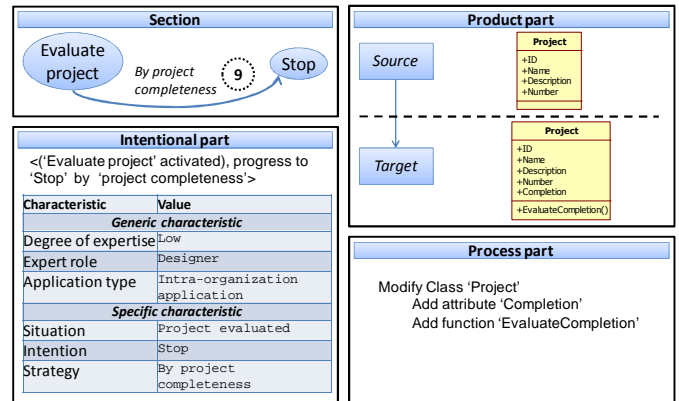 Section
Evaluate
project
By project
completeness
9
Stop
Intentional part
<(‘Evaluate project’ activated), progress to
‘Stop’ by ‘project completeness’>
Characteristic Value
Generic characteristic
Degree of expertise Low
Expert role Designer
Application type Intra-organization
application
Specific characteristic
Situation Project evaluated
Intention Stop
Strategy By project
completeness
Product part
Source
Project
+ID
+Name
+Description
+Number
Target
Project
+ID
+Name
+Description
+Number
+Completion
+EvaluateCompletion()
Process part
Modify Class ‘Project’
Add attribute ‘Completion’
Add function ‘EvaluateCompletion’